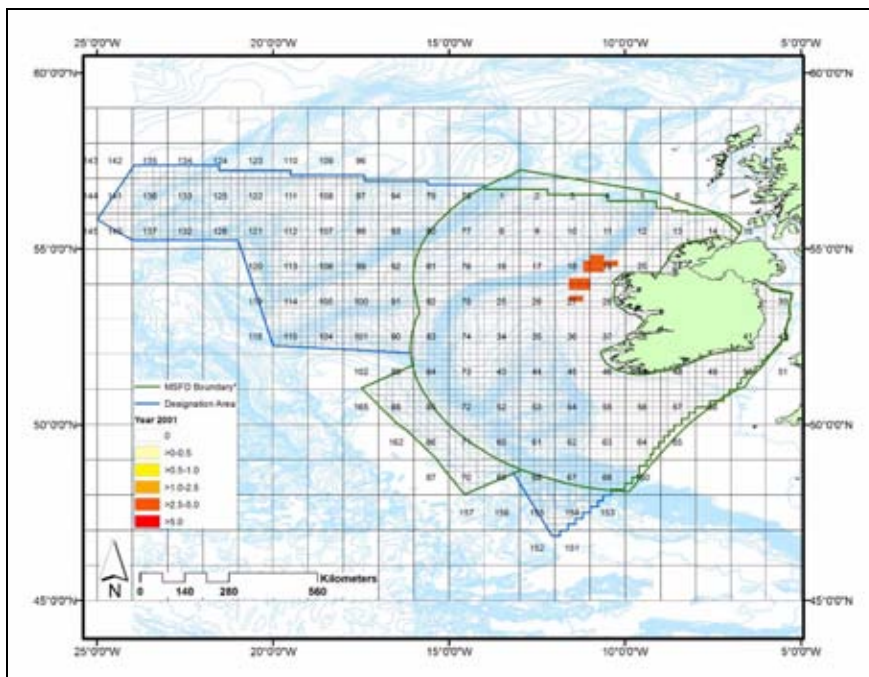 25°0'0"W 20°0'0"W 15°0'0"W 10°0'0"W 5°0'0"W
60°0'0"N 60°0'0"N
143 142 135 134 124 123 110 109 96
144 141 136 133 125 122 111 108 97 94 79 78 1 2 3 4 5 6
145 140 137 132 126 121 112 107 98 93 80 77 8 9 10 11 12 13 14 15
55°0'0"N 55°0'0"N
120 113 106 99 92 81 76 16 17 18 19 20
119 114 105 100 91 82 75 25 26 27 28
118 115 104 101 90 83 74 34 35 36 37 41
102 89 84 73 43 44 45 46 48 49 50 51
MSFD Boundary*
Designation Area
165 88 85 72 52 53 54 55 56 57 58
Year 2001
0
>0-0.5
>0.5-1.0
>1.0-2.5
>2.5-5.0
>5.0
50°0'0"N 50°0'0"N
162 86 71 60 61 62 63 64 65
87 70 69 68 67 66
157 156 155 154 153
152 151
N
Kilometers
0 140 280 560
45°0'0"N 45°0'0"N
25°0'0"W 20°0'0"W 15°0'0"W 10°0'0"W 5°0'0"W